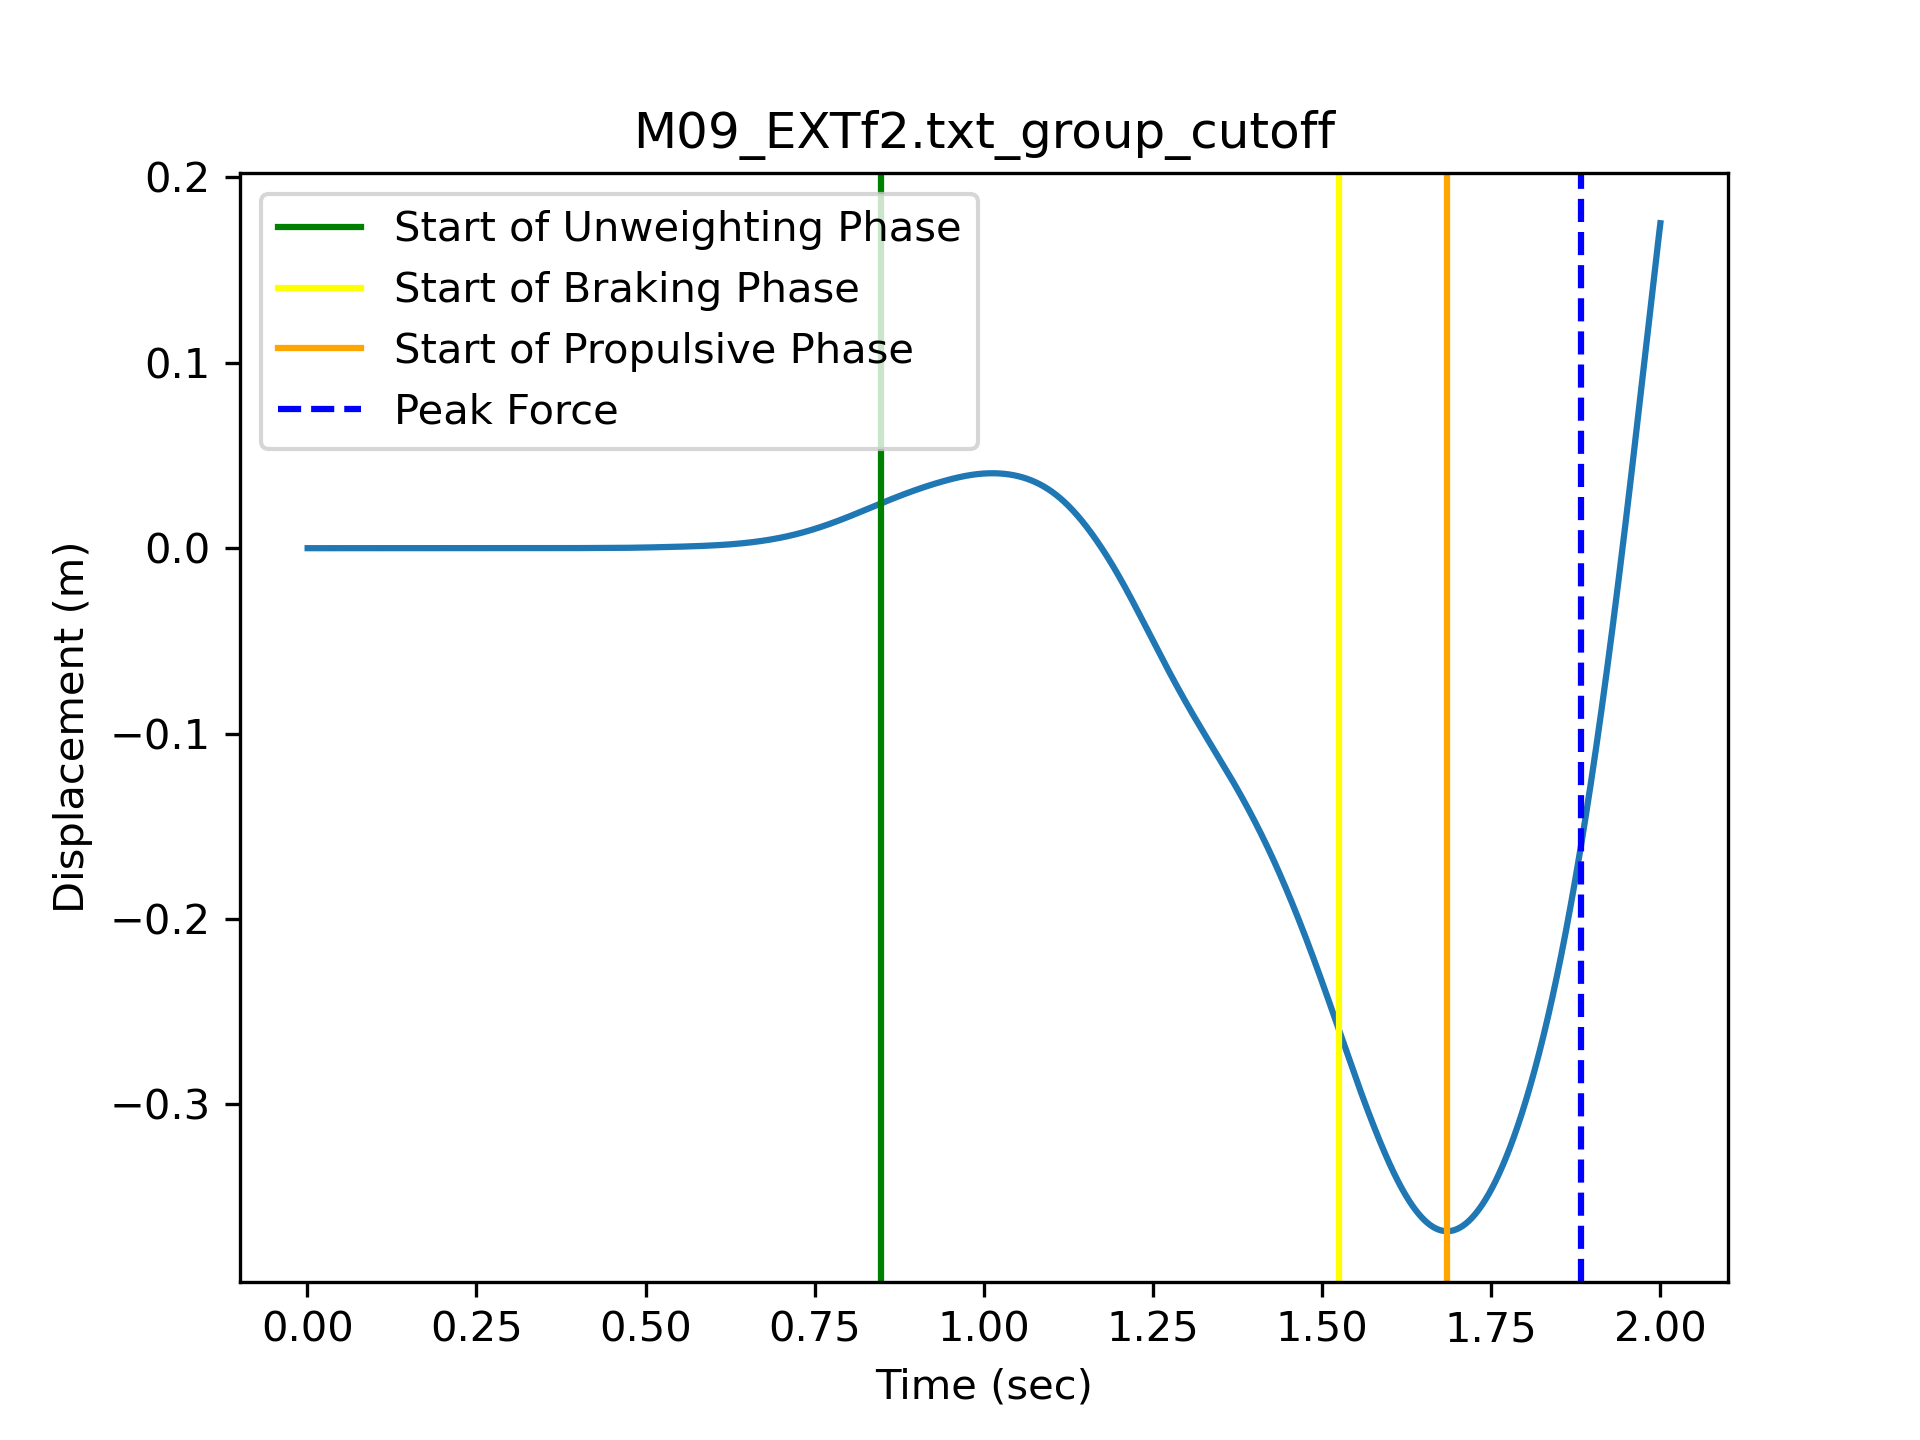 M09_EXTf2.txt_group_cutoff
0.2
0.1
0.0
−0.1
−0.2
−0.3
Displacement (m)
Start of Unweighting Phase
Start of Braking Phase
Start of Propulsive Phase
Peak Force
0.00 0.25 0.50 0.75 1.00 1.25 1.50 1.75 2.00
Time (sec)